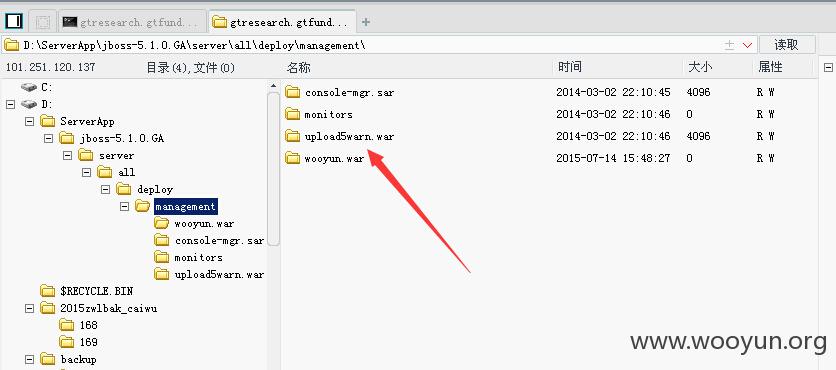 gtresearch.gtfund...
gtresearch.gtfund...
D:\ServerApp\jboss-5.1.0.GA\server\all\deploy\management\
读取
101.251.120.137 目录(4),文件(0)
名称 时间 大小 属性
C:
D:
ServerApp
jboss-5.1.0.GA
server
all
deploy
management
wooyun.war
console-mgr.sar
monitors
upload5warn.war
$RECYCLE.BIN
2015zwlbak_caiwu
168
169
backup
console-mgr.sar 2014-03-02 22:10:45 4096 R W
monitors 2014-03-02 22:10:46 0 R W
upload5warn.war 2014-03-02 22:10:46 4096 R W
wooyun.war 2015-07-14 15:48:27 0 R W
www.wooyun.org